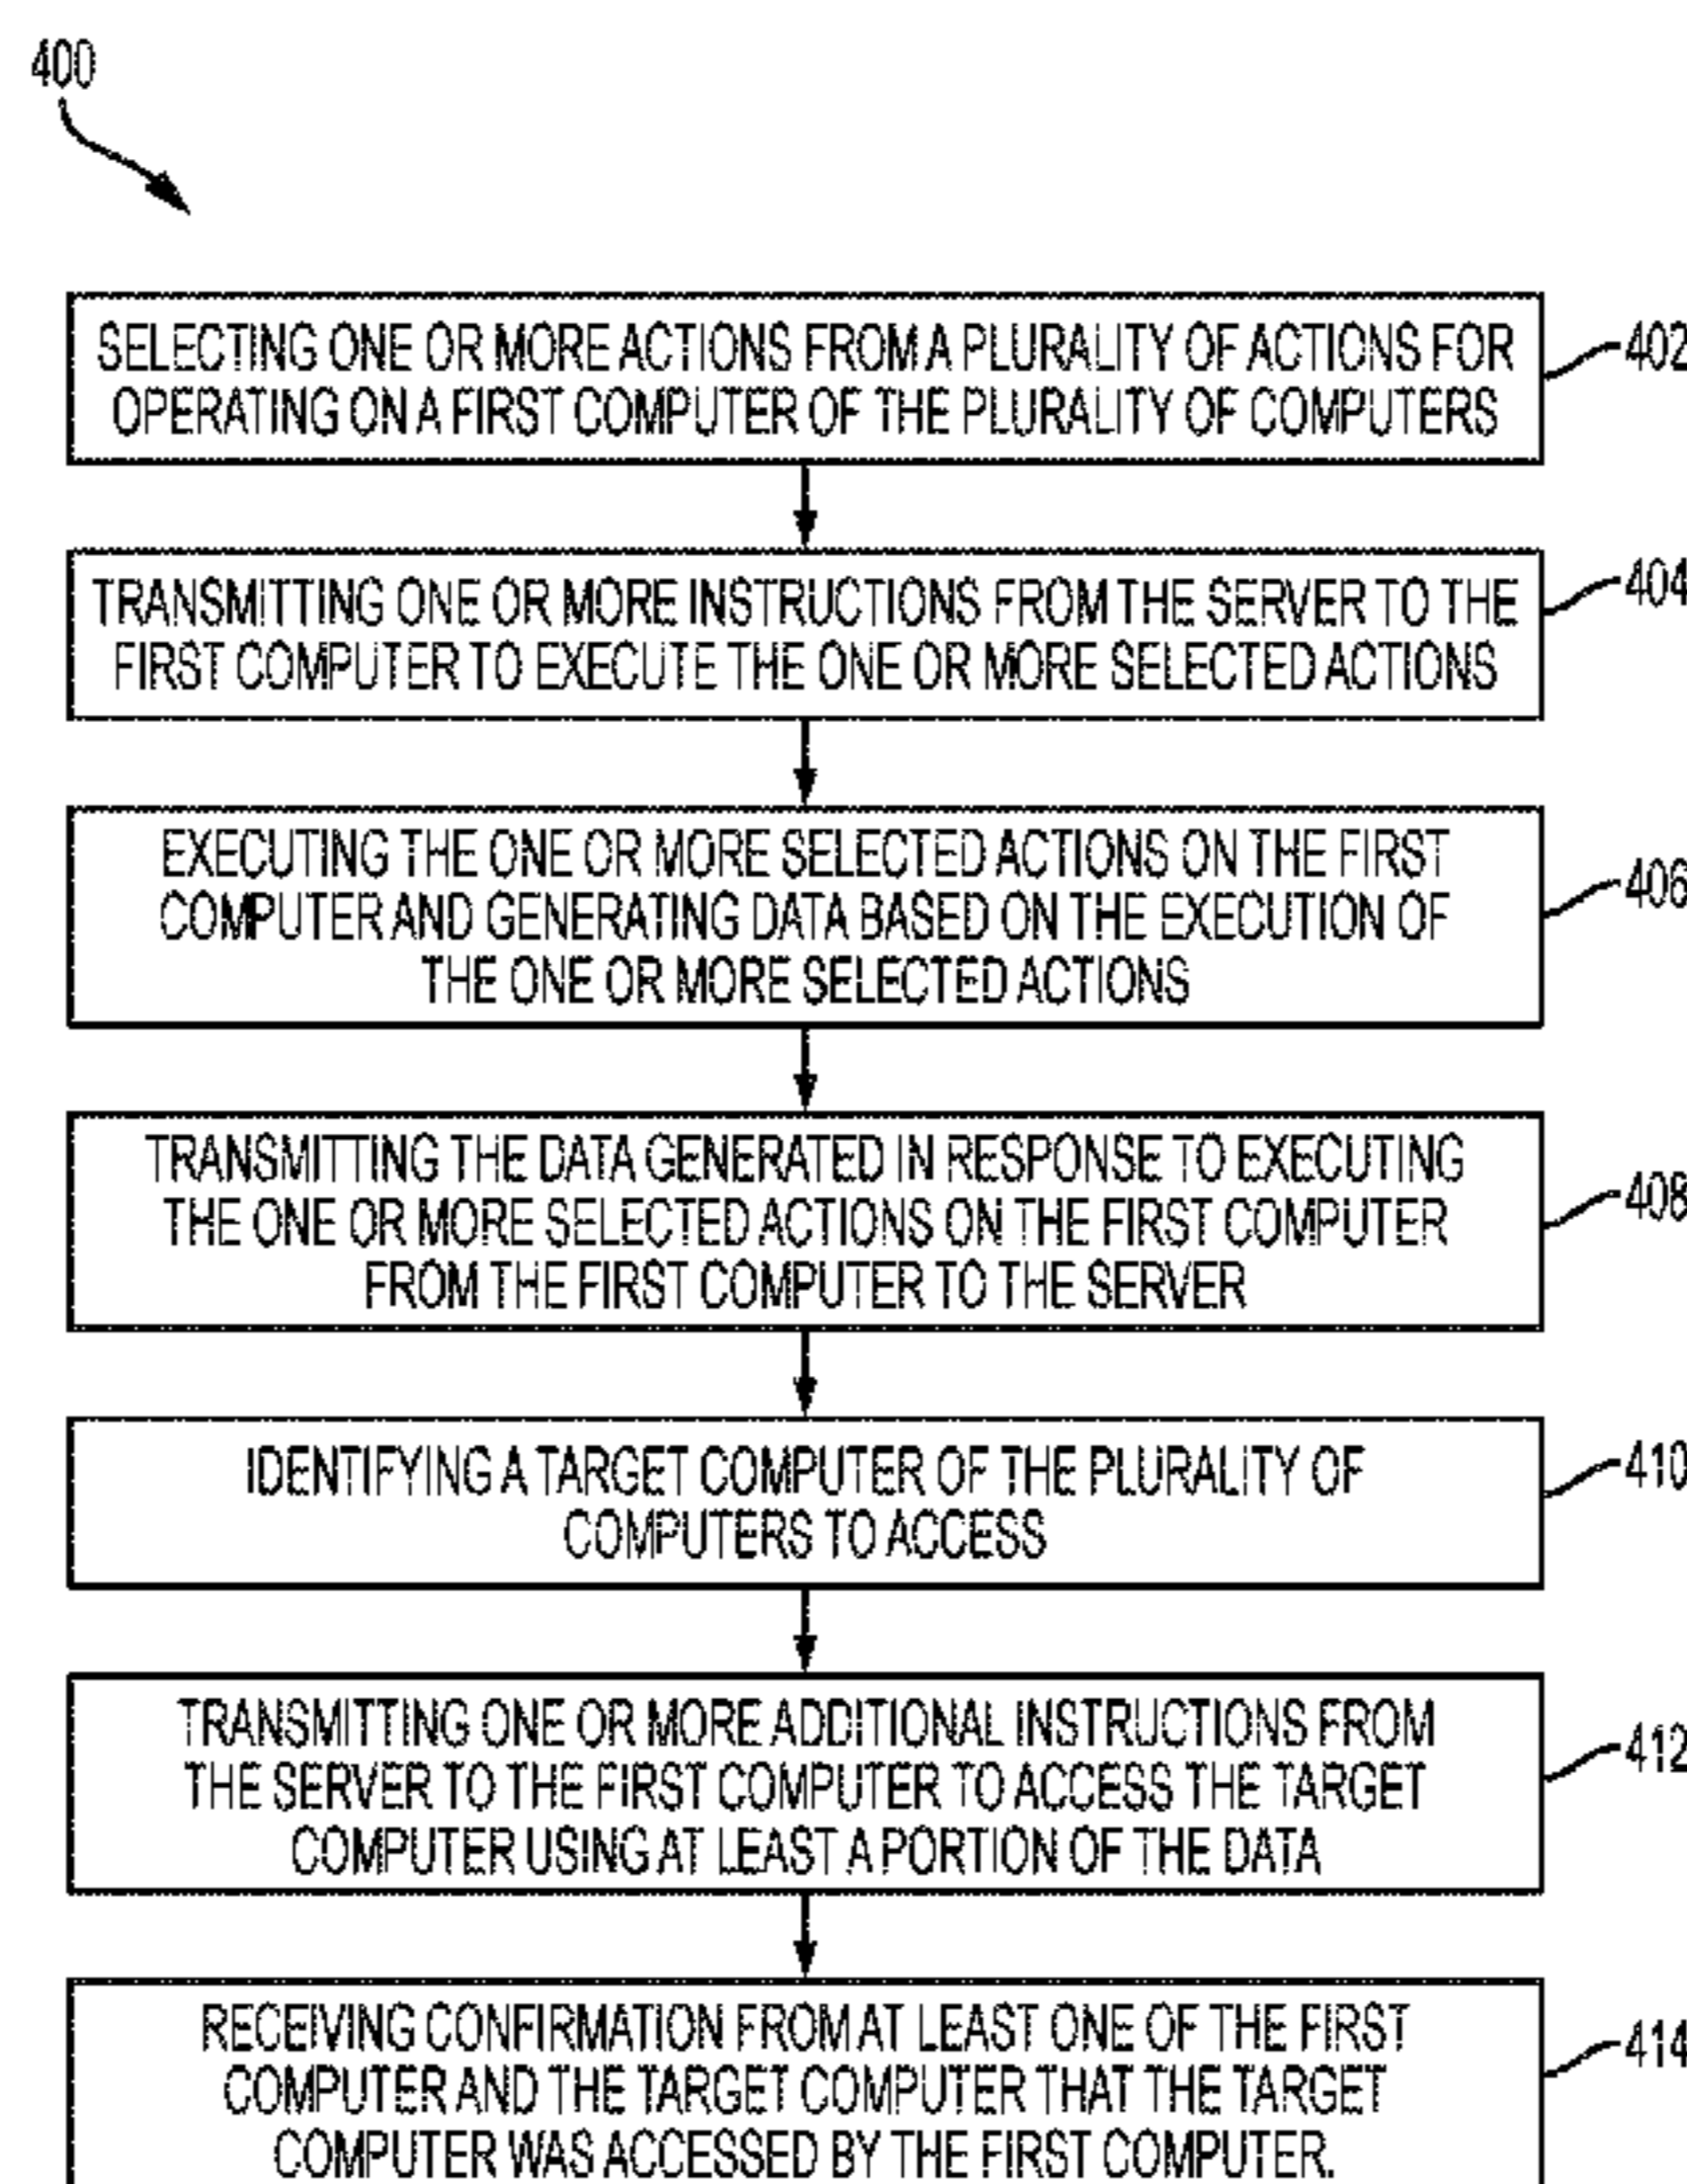 400
SELECTING ONE OR MORE ACTIONS FROM A PLURALITY OF ACTIONS FOR
OPERATING ON A FIRST COMPUTER OF THE PLURALITY OF COMPUTERS
402
TRANSMITTING ONE OR MORE INSTRUCTIONS FROM THE SERVER TO THE
FIRST COMPUTER TO EXECUTE THE ONE OR MORE SELECTED ACTIONS
404
EXECUTING THE ONE OR MORE SELECTED ACTIONS ON THE FIRST
COMPUTER AND GENERATING DATA BASED ON THE EXECUTION OF
THE ONE OR MORE SELECTED ACTIONS
406
TRANSMITTING THE DATA GENERATED IN RESPONSE TO EXECUTING
THE ONE OR MORE SELECTED ACTIONS ON THE FIRST COMPUTER
FROM THE FIRST COMPUTER TO THE SERVER
408
IDENTIFYING A TARGET COMPUTER OF THE PLURALITY OF
COMPUTERS TO ACCESS
410
TRANSMITTING ONE OR MORE ADDITIONAL INSTRUCTIONS FROM
THE SERVER TO THE FIRST COMPUTER TO ACCESS THE TARGET
COMPUTER USING AT LEAST A PORTION OF THE DATA
412
RECEIVING CONFIRMATION FROM AT LEAST ONE OF THE FIRST
COMPUTER AND THE TARGET COMPUTER THAT THE TARGET
COMPUTER WAS ACCESSED BY THE FIRST COMPUTER.
414